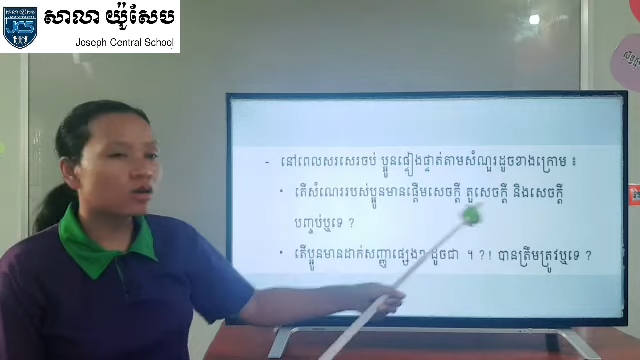 សាលា យ៉ូសែប
Joseph Central School
JCS
- នៅពេលសរសេរចប់ ប្អូនផ្ទៀងផ្ទាត់តាមសំណួរដូចខាងក្រោម ៖
• តើសំណេររបស់ប្អូនមានផ្ដើមសេចក្ដី តួសេចក្ដី និងសេចក្ដី
បញ្ចប់ឬទេ ?
• តើប្អូនមានដាក់សញ្ញាផ្សេងៗ ដូចជា ។ ? ! បានត្រឹមត្រូវឬទេ ?